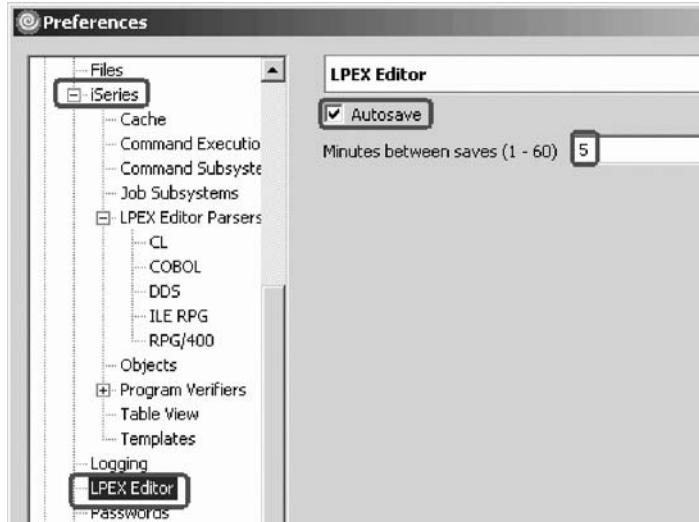 Preferences
Files
iSeries
Cache
Command Executio
Command Subsyste
Job Subsystems
LPEX Editor Parsers
CL
COBOL
DDS
ILE RPG
RPG/400
Objects
Program Verifiers
Table View
Templates
Logging
LPEX Editor
Passwords
LPEX Editor
Autosave
Minutes between saves (1 - 60) 5